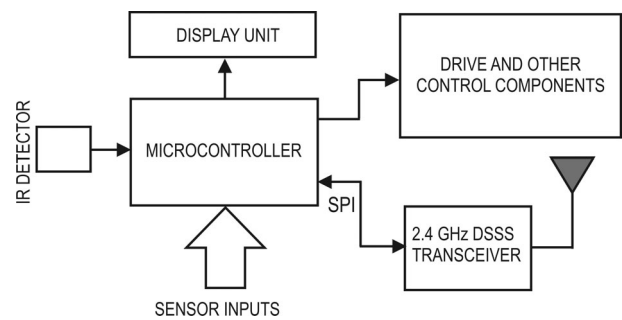 DISPLAY UNIT
DRIVE AND OTHER
CONTROL COMPONENTS
IR DETECTOR
MICROCONTROLLER
SPI
2.4 GHz DSSS
TRANSCEIVER
SENSOR INPUTS